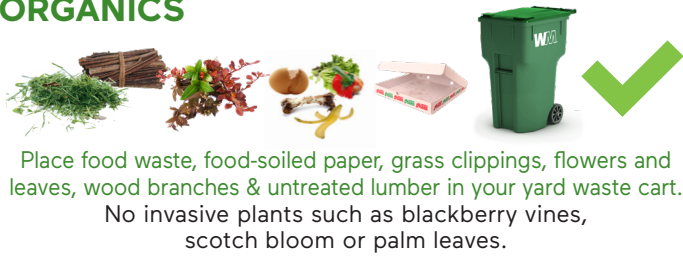 ORGANICS
WM
Place food waste, food-soiled paper, grass clippings, flowers and
leaves, wood branches & untreated lumber in your yard waste cart.
No invasive plants such as blackberry vines,
scotch bloom or palm leaves.